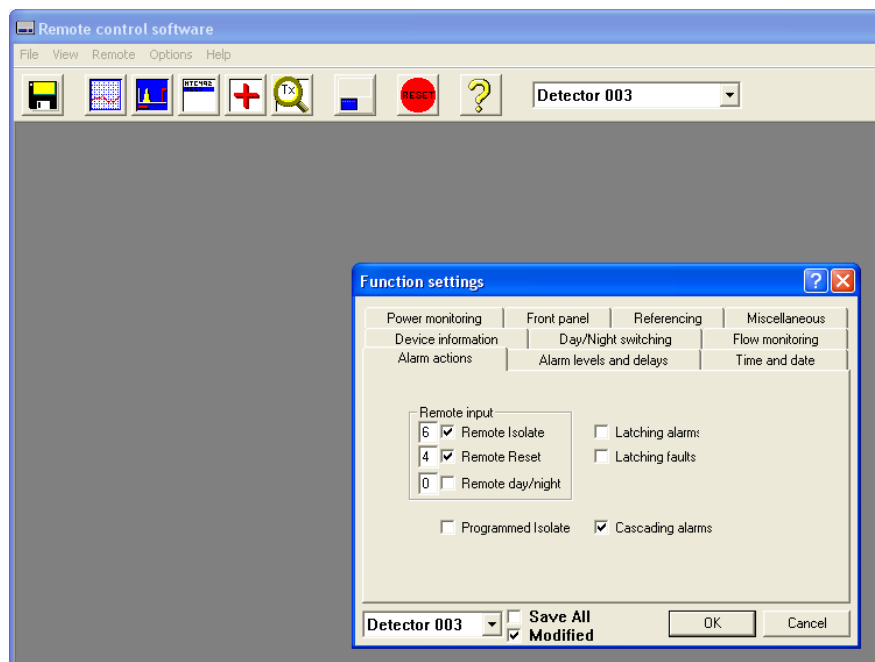 Remote control software
File View Remote Options Help
HTC492
Tx
RESET
?
Detector 003
Function settings
?
Power monitoring Front panel Referencing Miscellaneous
Device information Day/Night switching Flow monitoring
Alarm actions Alarm levels and delays Time and date
Remote input
6 Remote Isolate Latching alarms
4 Remote Reset Latching faults
0 Remote day/night
Programmed Isolate Cascading alarms
Detector 003 Save All OK Cancel
Modified